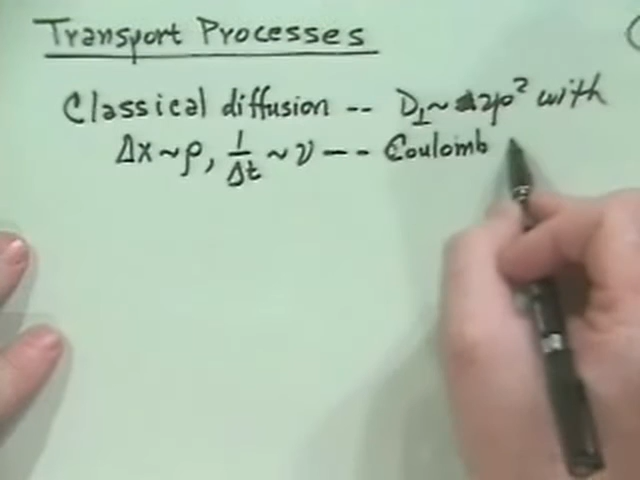 Transport Processes
Classical diffusion -- D⊥ ~ νρ² with
Δx ~ ρ, 1/Δt ~ ν -- - Coulomb